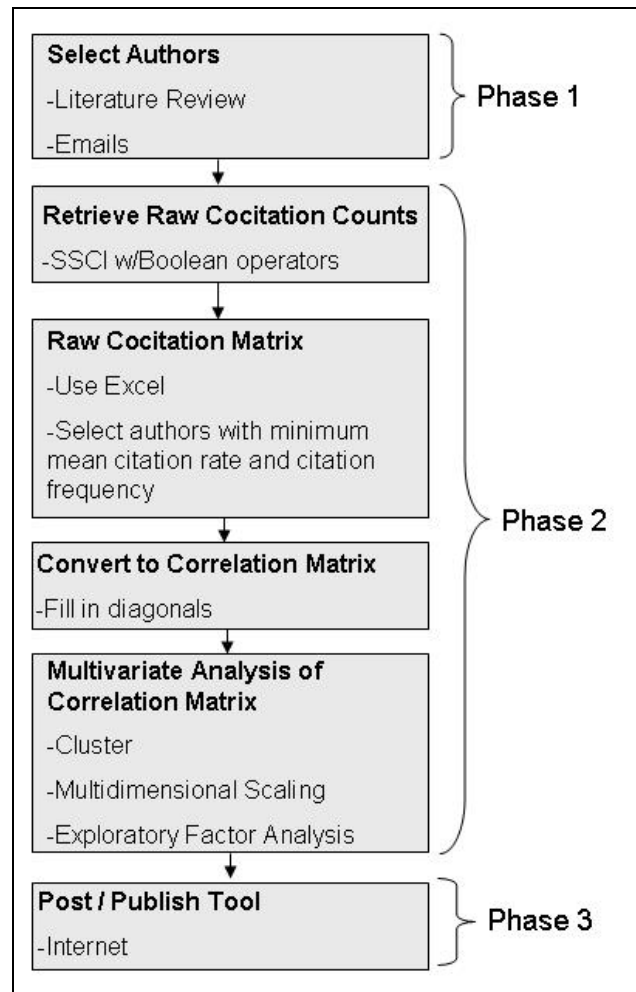 Select Authors
-Literature Review
-Emails
Phase 1
Retrieve Raw Cocitation Counts
-SSCI w/Boolean operators
Raw Cocitation Matrix
-Use Excel
-Select authors with minimum
mean citation rate and citation
frequency
Convert to Correlation Matrix
-Fill in diagonals
Multivariate Analysis of
Correlation Matrix
-Cluster
-Multidimensional Scaling
-Exploratory Factor Analysis
Phase 2
Post / Publish Tool
-Internet
Phase 3